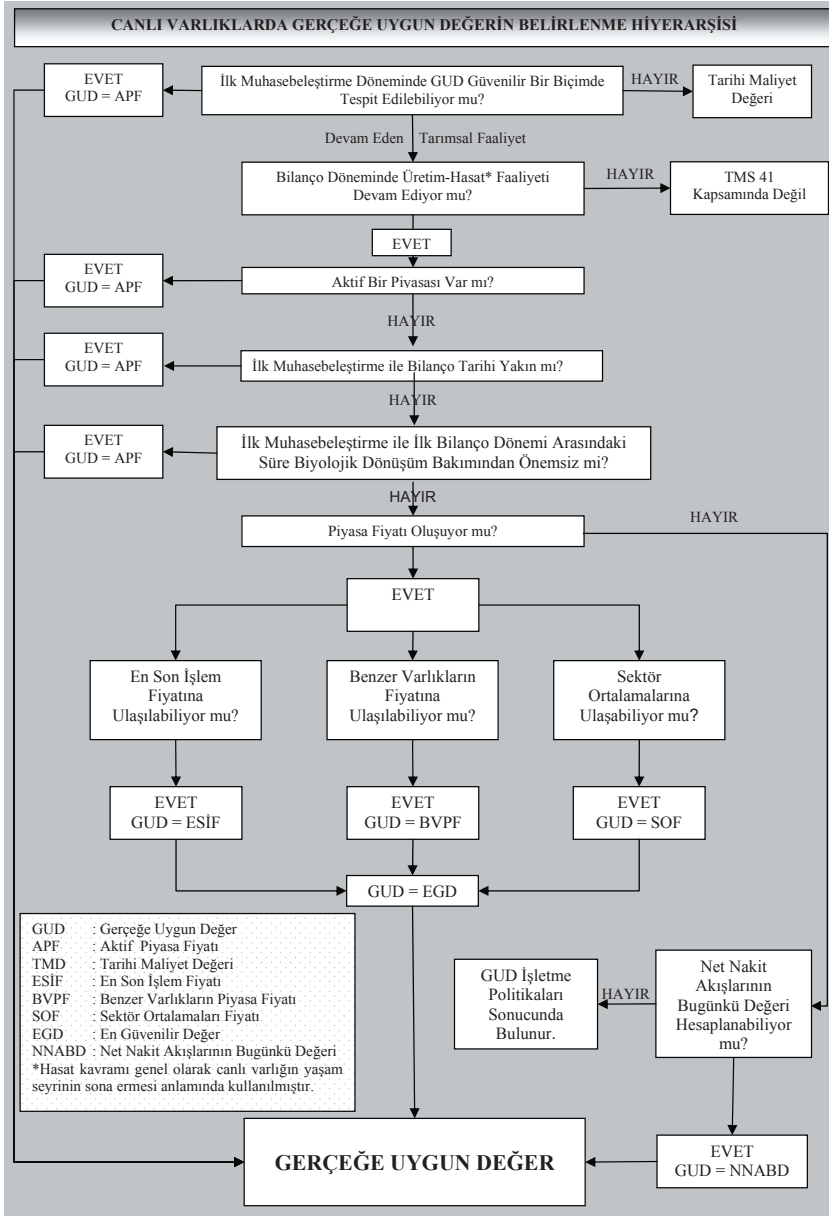 CANLI VARLIKLARDA GERÇEĞE UYGUN DEĞERİN BELİRLENME HİYERARŞİSİ
EVET
GUD = APF
İlk Muhasebeleştirme Döneminde GUD Güvenilir Bir Biçimde
Tespit Edilebiliyor mu?
HAYIR
Tarihi Maliyet
Değeri
Devam Eden Tarımsal Faaliyet
Bilanço Döneminde Üretim-Hasat* Faaliyeti
Devam Ediyor mu?
HAYIR
TMS 41
Kapsamında Değil
EVET
EVET
GUD = APF
Aktif Bir Piyasası Var mı?
HAYIR
EVET
GUD = APF
İlk Muhasebeleştirme ile Bilanço Tarihi Yakın mı?
HAYIR
EVET
GUD = APF
İlk Muhasebeleştirme ile İlk Bilanço Dönemi Arasındaki
Süre Biyolojik Dönüşüm Bakımından Önemsiz mi?
HAYIR
Piyasa Fiyatı Oluşuyor mu?
HAYIR
EVET
En Son İşlem
Fiyatına
Ulaşılabiliyor mu?
Benzer Varlıkların
Fiyatına
Ulaşılabiliyor mu?
Sektör
Ortalamalarına
Ulaşabiliyor mu?
EVET
GUD = ESİF
EVET
GUD = BVPF
EVET
GUD = SOF
GUD = EGD
GUD : Gerçeğe Uygun Değer
APF : Aktif Piyasa Fiyatı
TMD : Tarihi Maliyet Değeri
ESİF : En Son İşlem Fiyatı
BVPF : Benzer Varlıkların Piyasa Fiyatı
SOF : Sektör Ortalamaları Fiyatı
EGD : En Güvenilir Değer
NNABD : Net Nakit Akışlarının Bugünkü Değeri
*Hasat kavramı genel olarak canlı varlığın yaşam
seyrinin sona ermesi anlamında kullanılmıştır.
GUD İşletme
Politikaları
Sonucunda
Bulunur.
HAYIR
Net Nakit
Akışlarının
Bugünkü Değeri
Hesaplanabiliyor
mu?
GERÇEĞE UYGUN DEĞER
EVET
GUD = NNABD